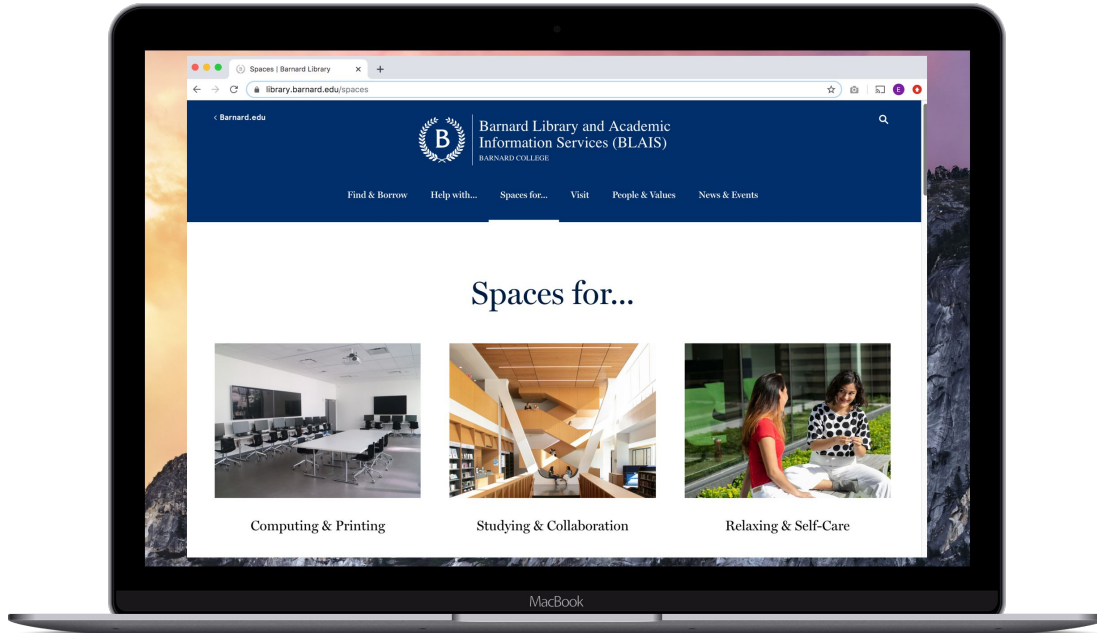 Spaces | Barnard Library
library.barnard.edu/spaces
E
< Barnard.edu
B
Barnard Library and Academic
Information Services (BLAIS)
BARNARD COLLEGE
Find & Borrow Help with... Spaces for... Visit People & Values News & Events
Spaces for...
Computing & Printing Studying & Collaboration Relaxing & Self-Care
MacBook